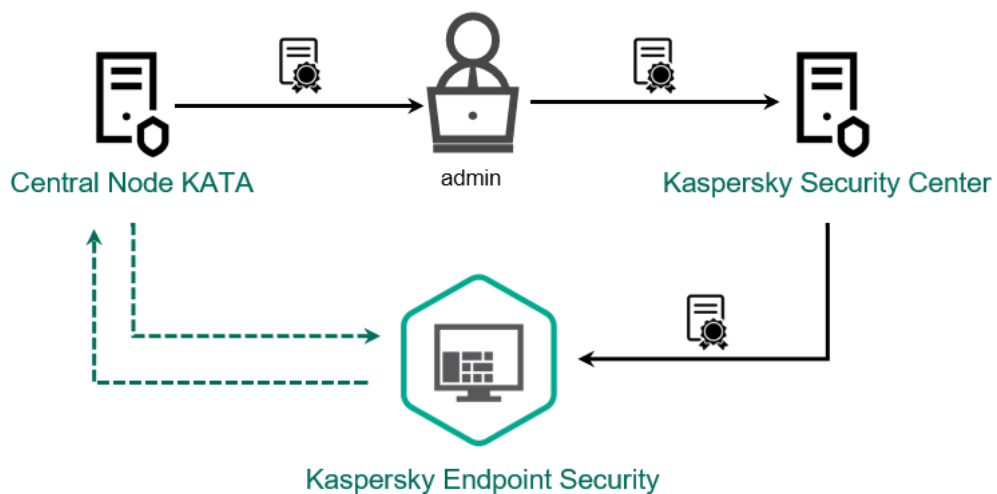 Central Node KATA
admin
Kaspersky Security Center
Kaspersky Endpoint Security